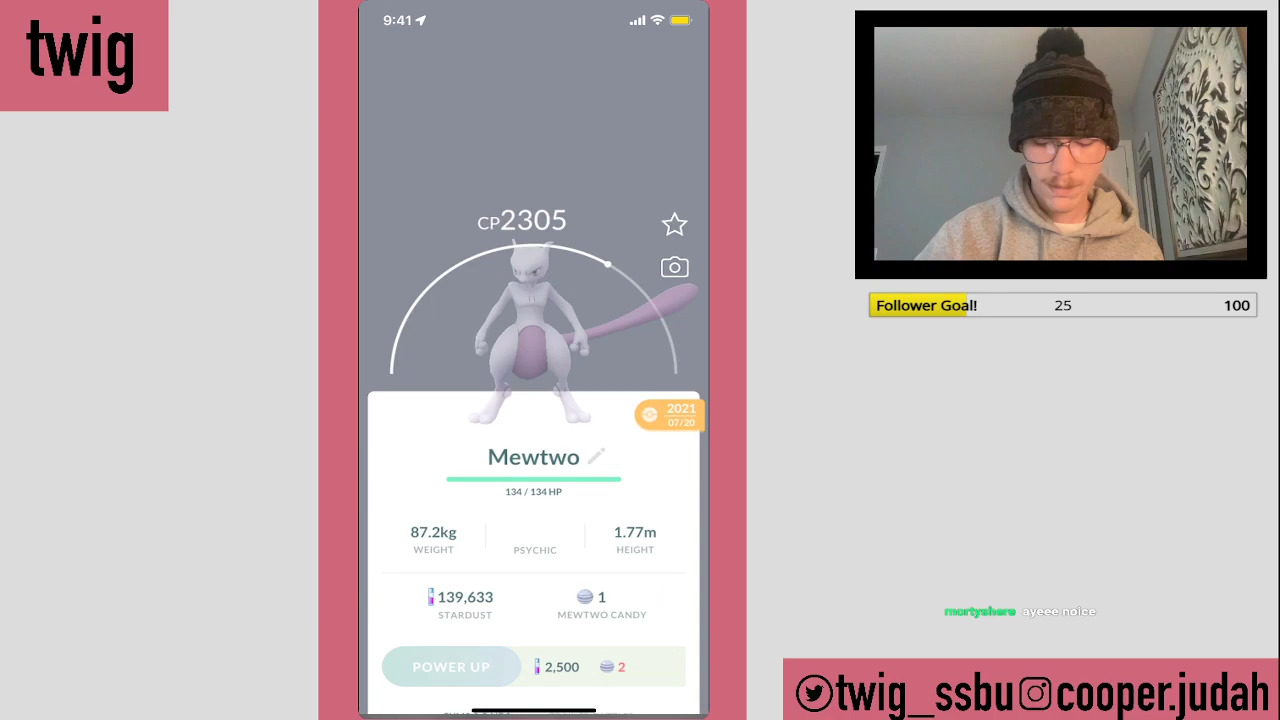 twig
9:41
CP2305
2021
07/20
Mewtwo
134 / 134 HP
87.2kg
WEIGHT
PSYCHIC
1.77m
HEIGHT
139,633
STARDUST
1
MEWTWO CANDY
POWER UP
2,500
2
Follower Goal!
25
100
mortyshere ayeee noice
twig_ssbu
cooper.judah